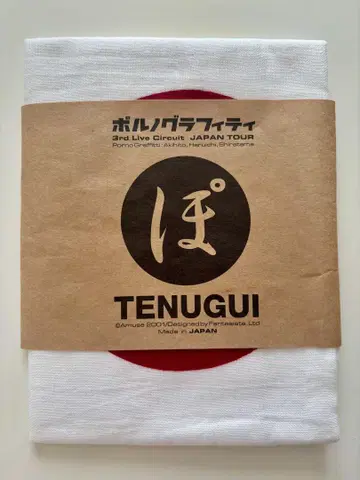 ポルノグラフィティ
3rd Live Circuit JAPAN TOUR
Porno Graffitti Akihito, Haruichi, Shiratama
ぽ
TENUGUI
©Amuse 2001/Designed by Fantasista, Ltd
Made in JAPAN